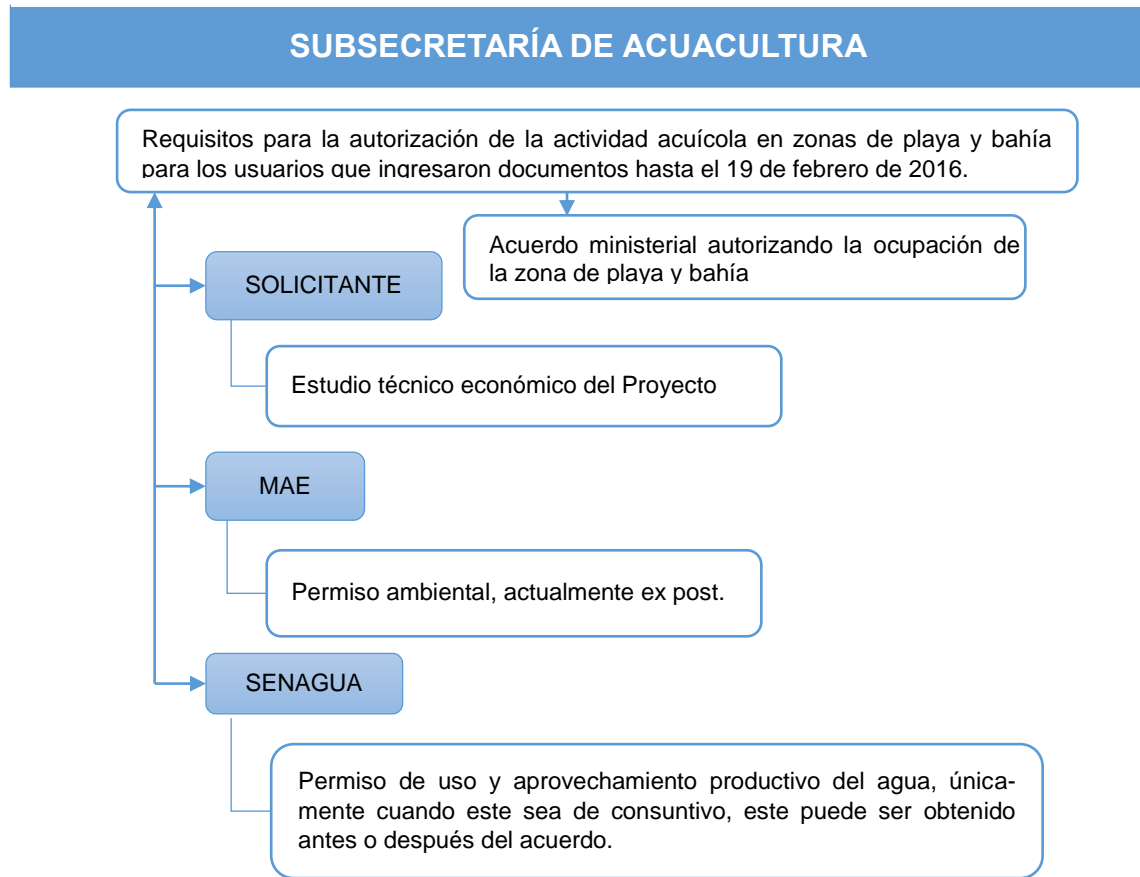 SUBSECRETARÍA DE ACUACULTURA
Requisitos para la autorización de la actividad acuícola en zonas de playa y bahía
para los usuarios que ingresaron documentos hasta el 19 de febrero de 2016.
Acuerdo ministerial autorizando la ocupación de
la zona de playa y bahía
SOLICITANTE
Estudio técnico económico del Proyecto
MAE
Permiso ambiental, actualmente ex post.
SENAGUA
Permiso de uso y aprovechamiento productivo del agua, única-
mente cuando este sea de consuntivo, este puede ser obtenido
antes o después del acuerdo.